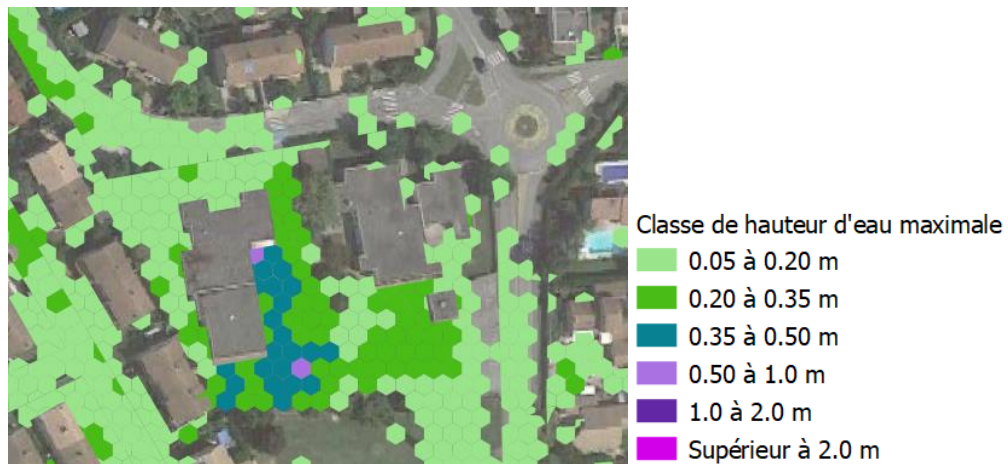 Classe de hauteur d'eau maximale
0.05 à 0.20 m
0.20 à 0.35 m
0.35 à 0.50 m
0.50 à 1.0 m
1.0 à 2.0 m
Supérieur à 2.0 m